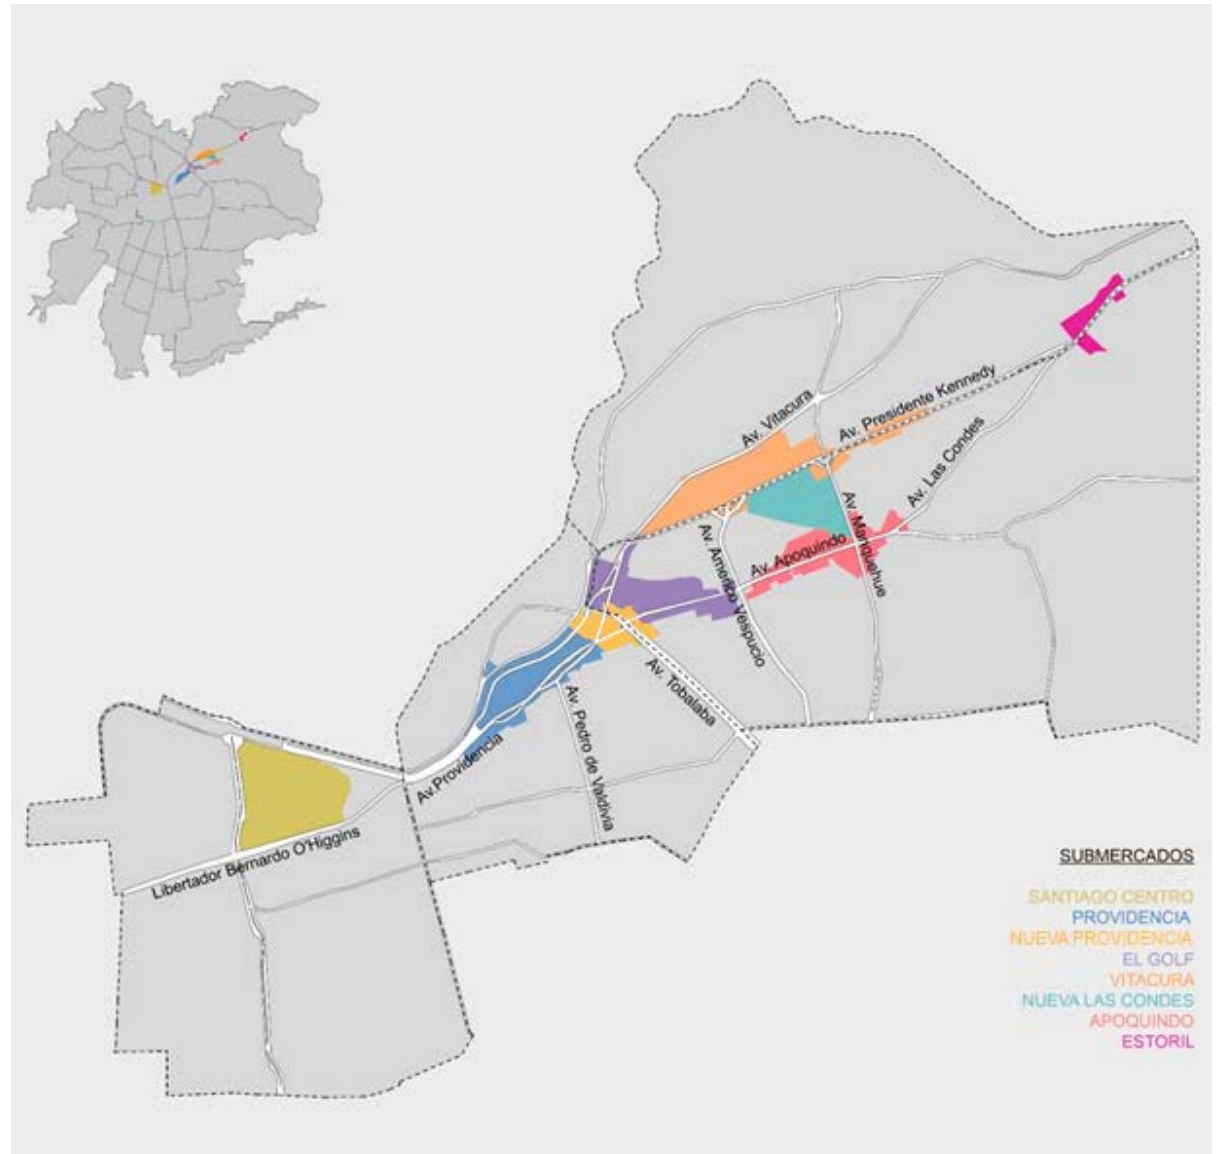 Av. Vitacura
Av. Presidente Kennedy
Av. Las Condes
Av. Manquehue
Av. Apoquindo
Av. Americo Vespucio
Av. Tobalaba
Av. Pedro de Valdivia
Av.Providencia
Libertador Bernardo O'Higgins
SUBMERCADOS
SANTIAGO CENTRO
PROVIDENCIA
NUEVA PROVIDENCIA
EL GOLF
VITACURA
NUEVA LAS CONDES
APOQUINDO
ESTORIL